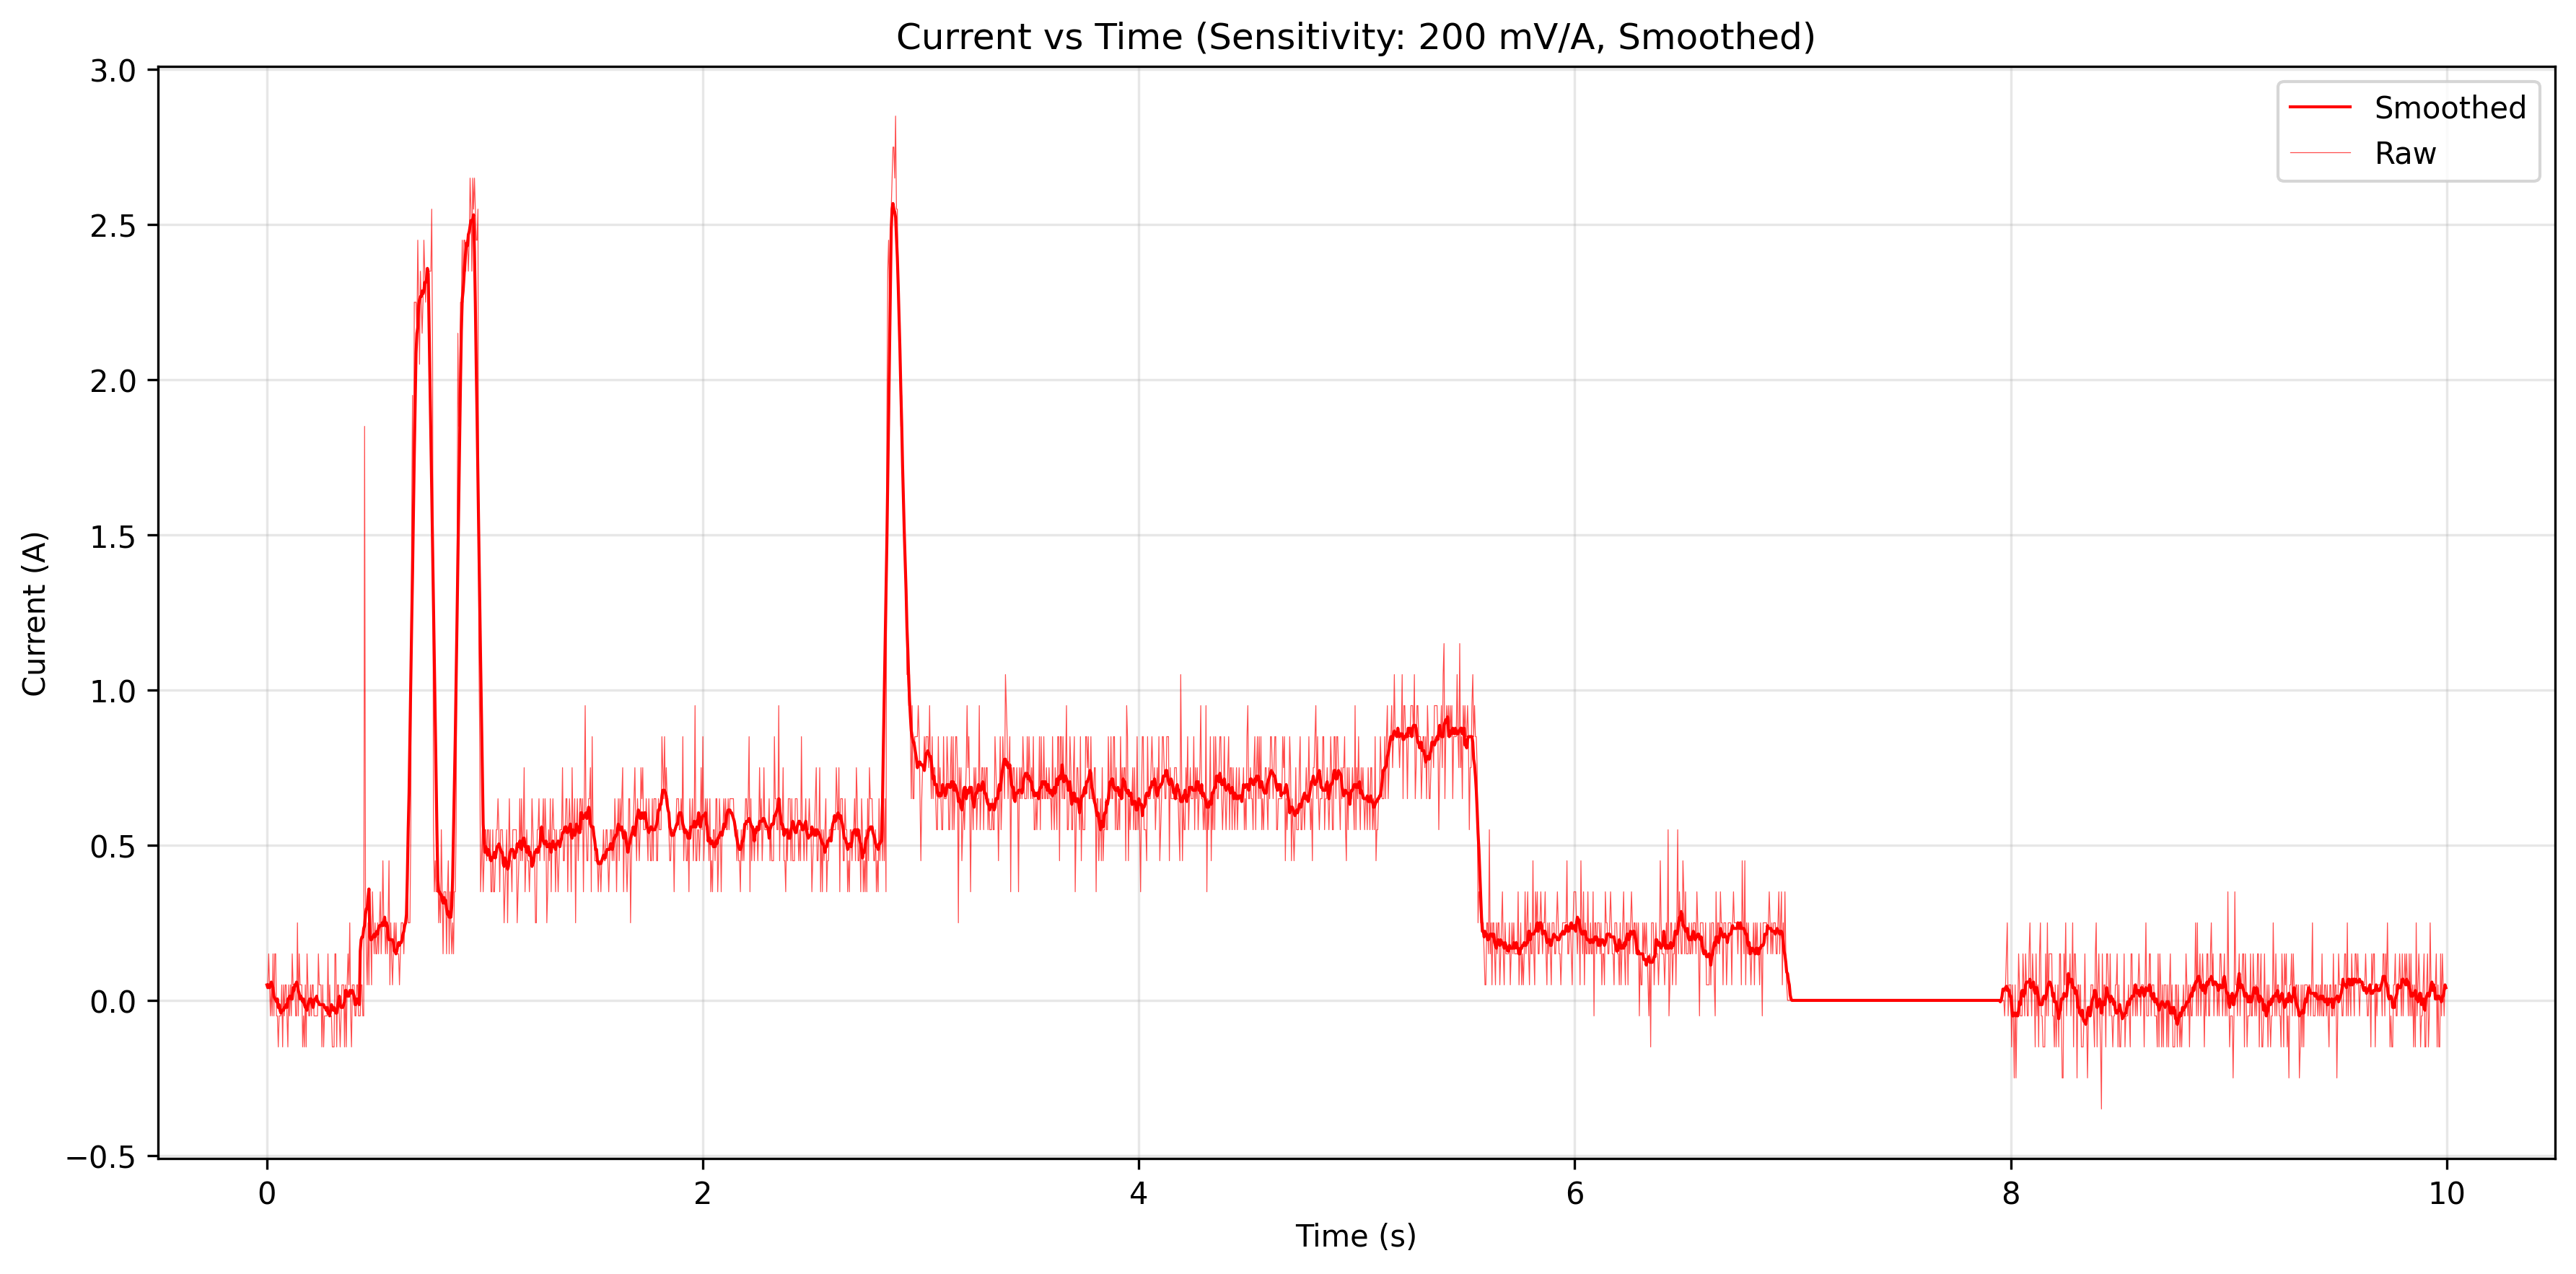 Current vs Time (Sensitivity: 200 mV/A, Smoothed)
Smoothed
Raw
Current (A)
3.0
2.5
2.0
1.5
1.0
0.5
0.0
−0.5
0 2 4 6 8 10
Time (s)